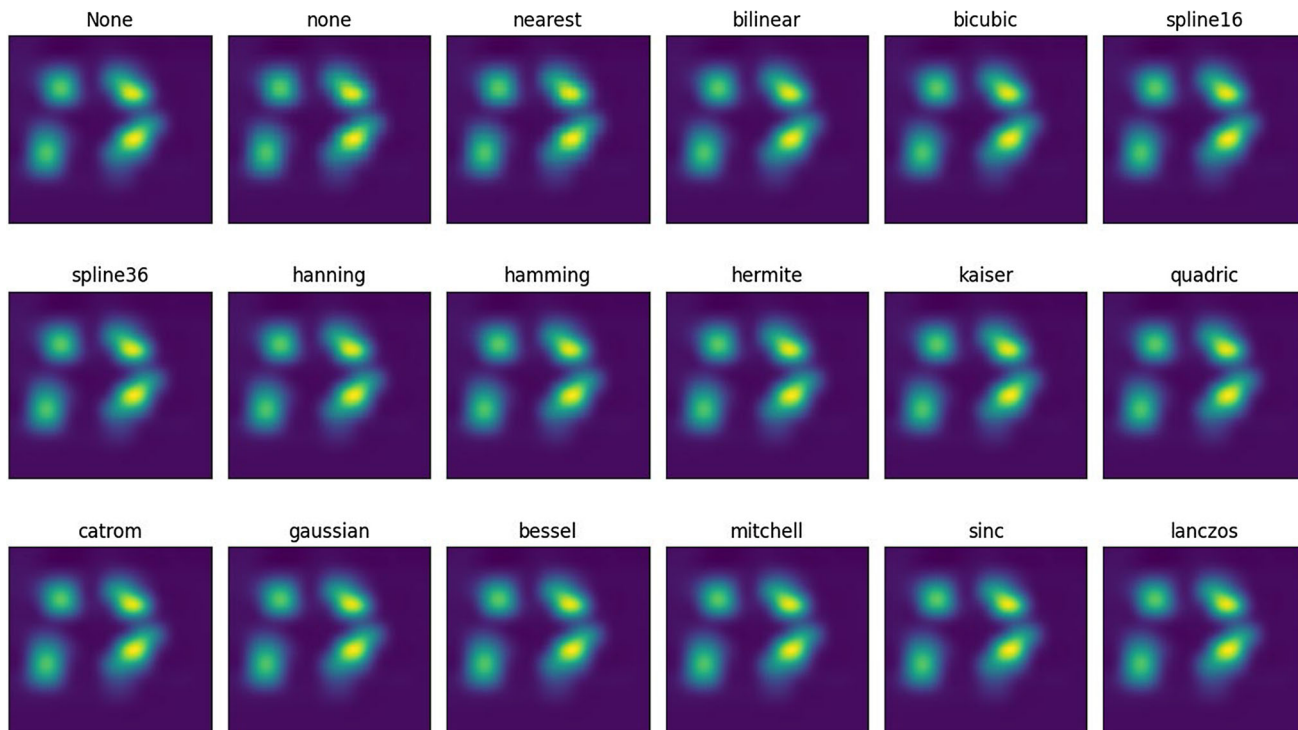 None none nearest bilinear bicubic spline16
spline36 hanning hamming hermite kaiser quadric
catrom gaussian bessel mitchell sinc lanczos